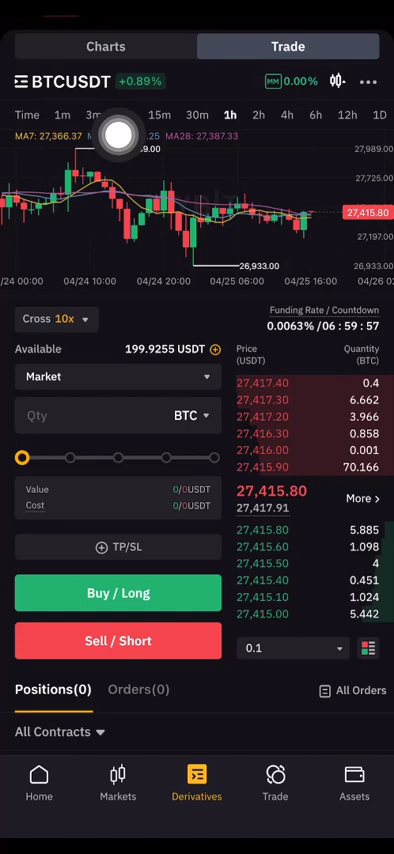 Charts Trade
BTCUSDT +0.89% MM 0.00%
Time 1m 15m 30m 1h 2h 4h 6h 12h 1D
MA7: 27,366.37 .25 MA28: 27,387.33
27,989.00
27,725.00
27,415.80
27,197.00
26,933.00 26,933.00
/24 00:00 04/24 10:00 04/24 20:00 04/25 06:00 04/25 16:00 04/26 0
Cross 10x
Funding Rate / Countdown
0.0063% /06 : 59 : 57
Available 199.9255 USDT
Price Quantity
(USDT) (BTC)
Market
27,417.40 0.4
27,417.30 6.662
Qty BTC
27,417.20 3.966
27,416.30 0.858
27,416.00 0.001
27,415.90 70.166
Value 0/0USDT
Cost 0/0USDT
27,415.80
27,417.91
More >
27,415.80 5.885
TP/SL
27,415.60 1.098
27,415.50 4
27,415.40 0.451
27,415.10 1.024
27,415.00 5.442
Buy / Long
Sell / Short
0.1
Positions(0) Orders(0) All Orders
All Contracts
Home Markets Derivatives Trade Assets